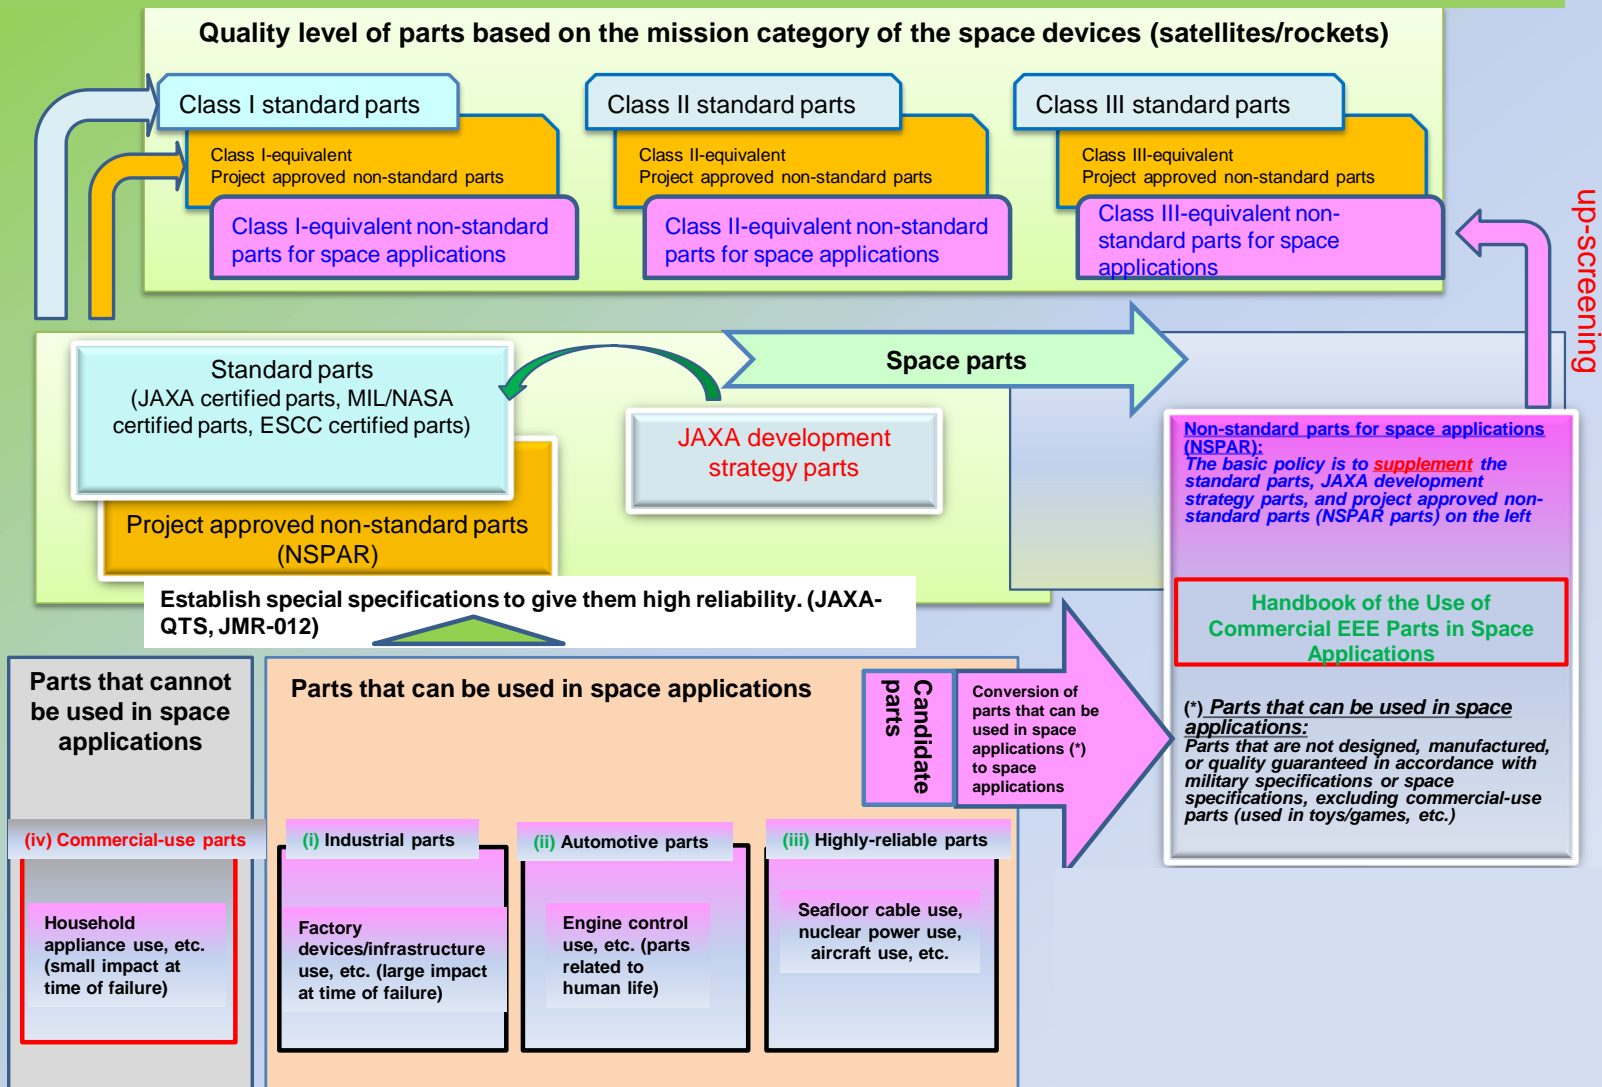 Quality level of parts based on the mission category of the space devices (satellites/rockets)
Class I standard parts
Class I-equivalent
Project approved non-standard parts
Class I-equivalent non-standard
parts for space applications
Class II standard parts
Class II-equivalent
Project approved non-standard parts
Class II-equivalent non-standard
parts for space applications
Class III standard parts
Class III-equivalent
Project approved non-standard parts
Class III-equivalent non-
standard parts for space
applications
up-screening
Space parts
Standard parts
(JAXA certified parts, MIL/NASA
certified parts, ESCC certified parts)
Project approved non-standard parts
(NSPAR)
JAXA development
strategy parts
Establish special specifications to give them high reliability. (JAXA-
QTS, JMR-012)
Non-standard parts for space applications
(NSPAR):
The basic policy is to supplement the
standard parts, JAXA development
strategy parts, and project approved non-
standard parts (NSPAR parts) on the left
Handbook of the Use of
Commercial EEE Parts in Space
Applications
(*) Parts that can be used in space
applications:
Parts that are not designed, manufactured,
or quality guaranteed in accordance with
military specifications or space
specifications, excluding commercial-use
parts (used in toys/games, etc.)
Parts that cannot
be used in space
applications
Parts that can be used in space applications
Candidate
parts
Conversion of
parts that can be
used in space
applications (*)
to space
applications
(iv) Commercial-use parts
Household
appliance use, etc.
(small impact at
time of failure)
(i) Industrial parts
Factory
devices/infrastructure
use, etc. (large impact
at time of failure)
(ii) Automotive parts
Engine control
use, etc. (parts
related to
human life)
(iii) Highly-reliable parts
Seafloor cable use,
nuclear power use,
aircraft use, etc.